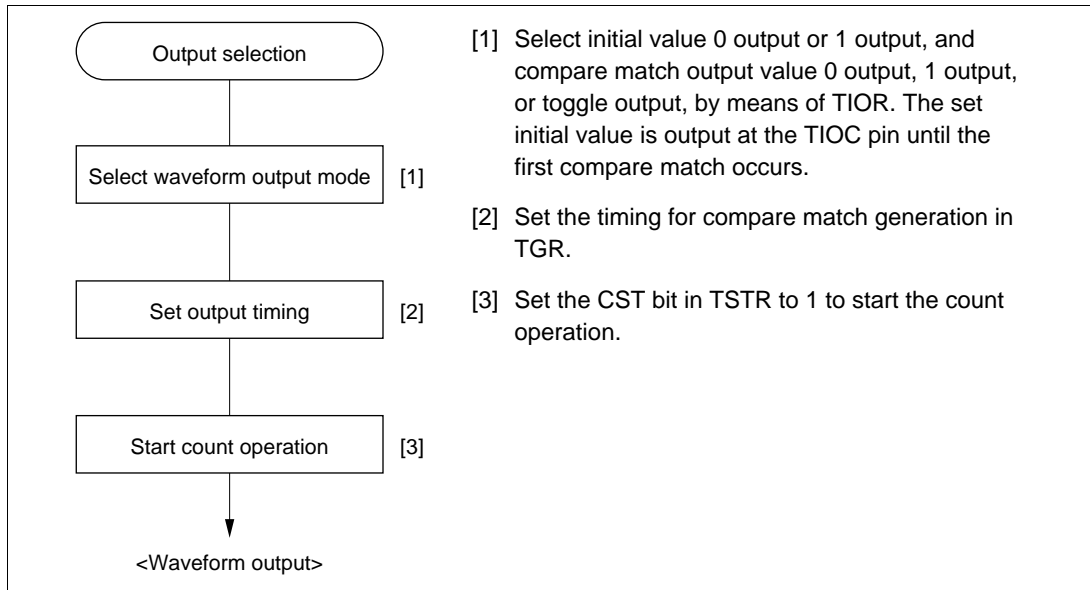 Output selection
Select waveform output mode [1]
Set output timing [2]
Start count operation [3]
<Waveform output>
[1] Select initial value 0 output or 1 output, and
compare match output value 0 output, 1 output,
or toggle output, by means of TIOR. The set
initial value is output at the TIOC pin until the
first compare match occurs.
[2] Set the timing for compare match generation in
TGR.
[3] Set the CST bit in TSTR to 1 to start the count
operation.